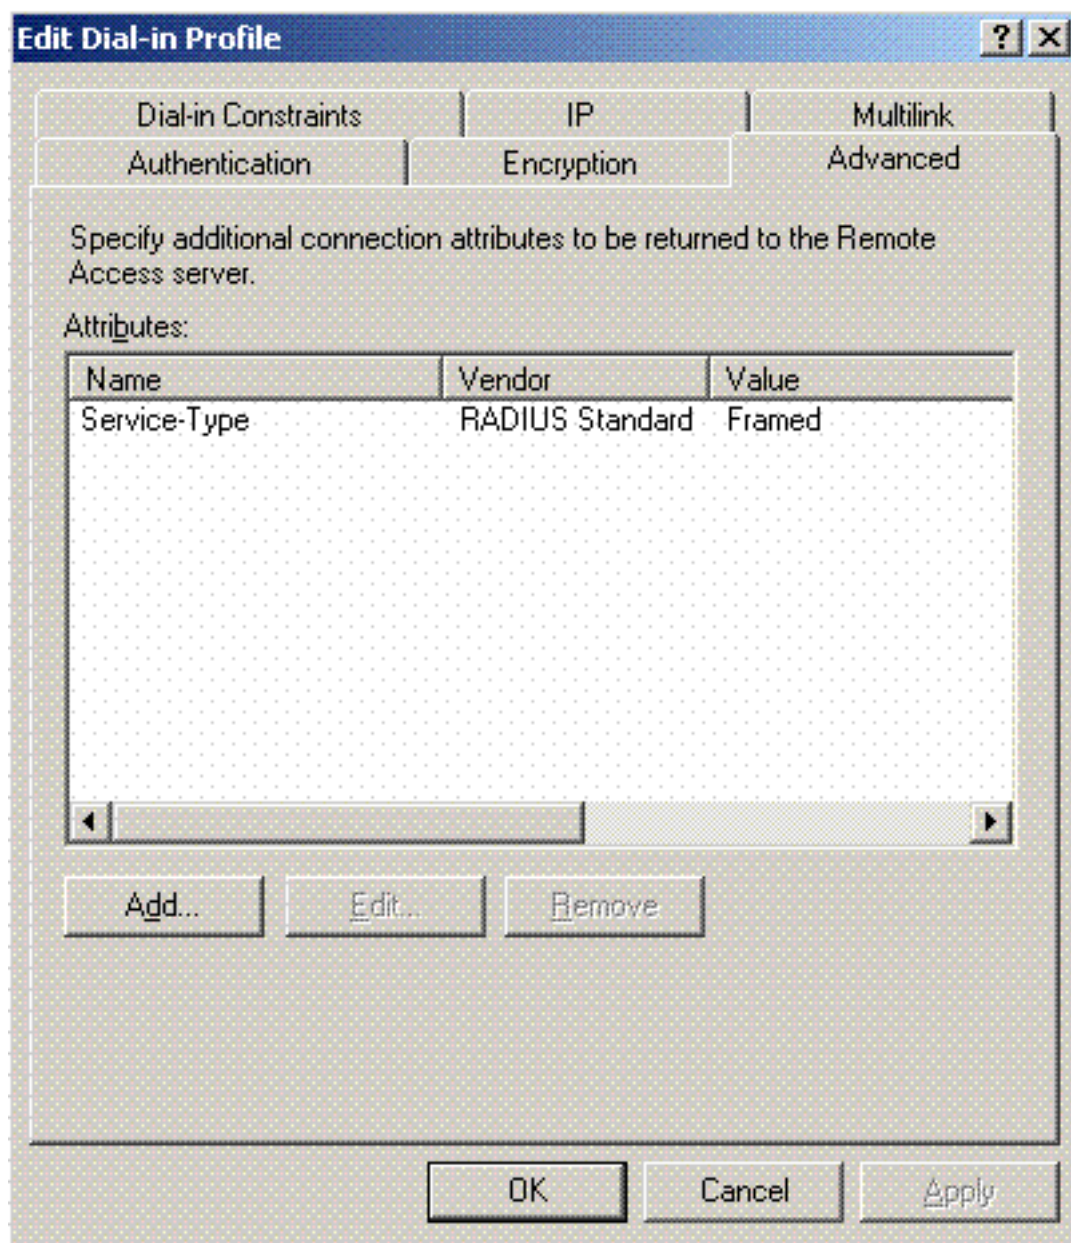 Edit Dial-in Profile
Dial-in Constraints IP Multilink
Authentication Encryption Advanced
Specify additional connection attributes to be returned to the Remote
Access server.
Attributes:
Name Vendor Value
Service-Type RADIUS Standard Framed
Add... Edit... Remove
OK Cancel Apply